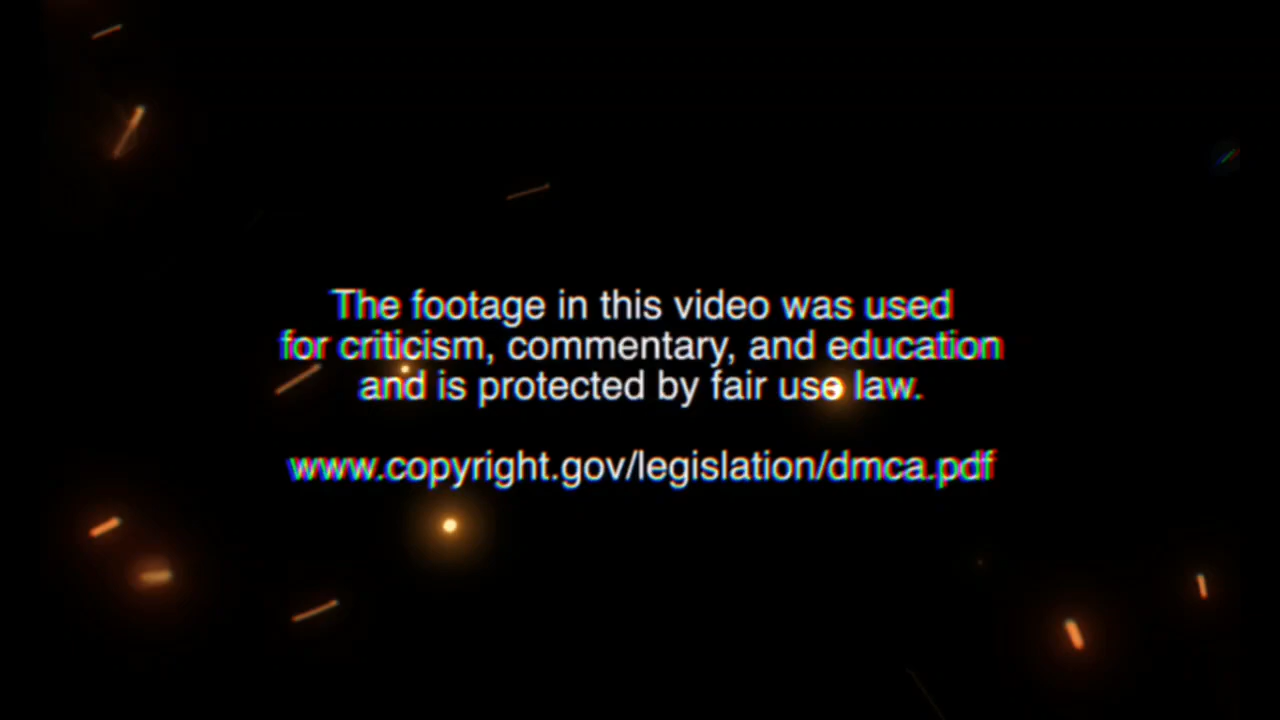 The footage in this video was used
for criticism, commentary, and education
and is protected by fair use law.
www.copyright.gov/legislation/dmca.pdf